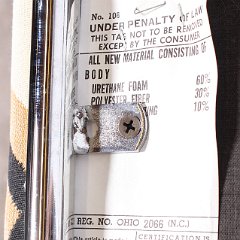 No. 106
UNDER PENALTY OF LAW
THIS TAG NOT TO BE REMOVED
EXCEPT BY THE CONSUMER
ALL NEW MATERIAL CONSISTING OF
BODY
URETHANE FOAM 60%
POLYESTER FIBER 30%
10%
REG. NO. OHIO 2066 (N.C.)
CERTIFICATION IS